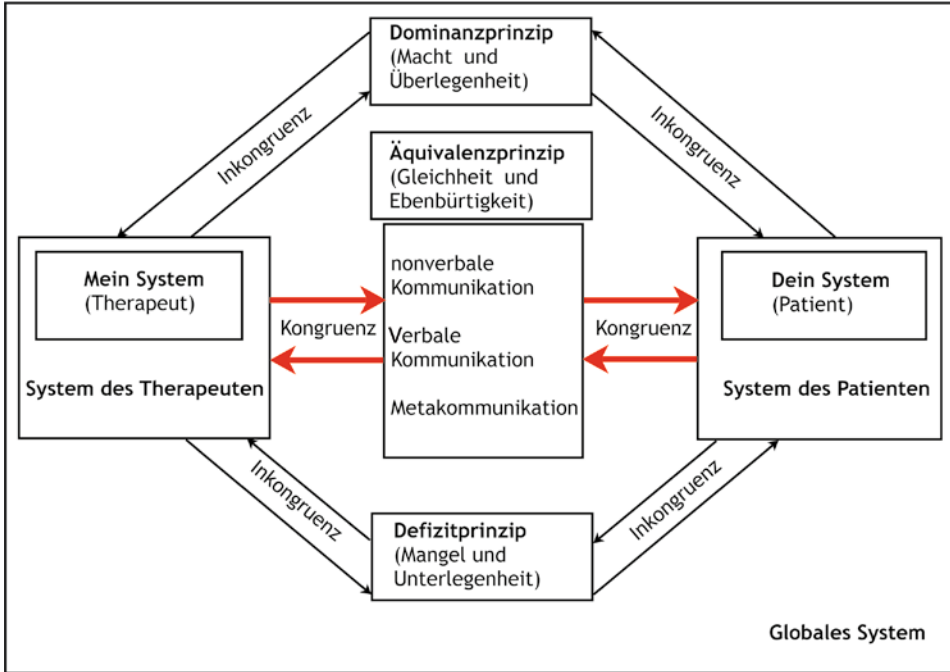 Dominanzprinzip
(Macht und
Überlegenheit)
Inkongruenz
Inkongruenz
Äquivalenzprinzip
(Gleichheit und
Ebenbürtigkeit)
Mein System
(Therapeut)
System des Therapeuten
Kongruenz
nonverbale
Kommunikation
Verbale
Kommunikation
Metakommunikation
Kongruenz
Dein System
(Patient)
System des Patienten
Inkongruenz
Inkongruenz
Defizitprinzip
(Mangel und
Unterlegenheit)
Globales System